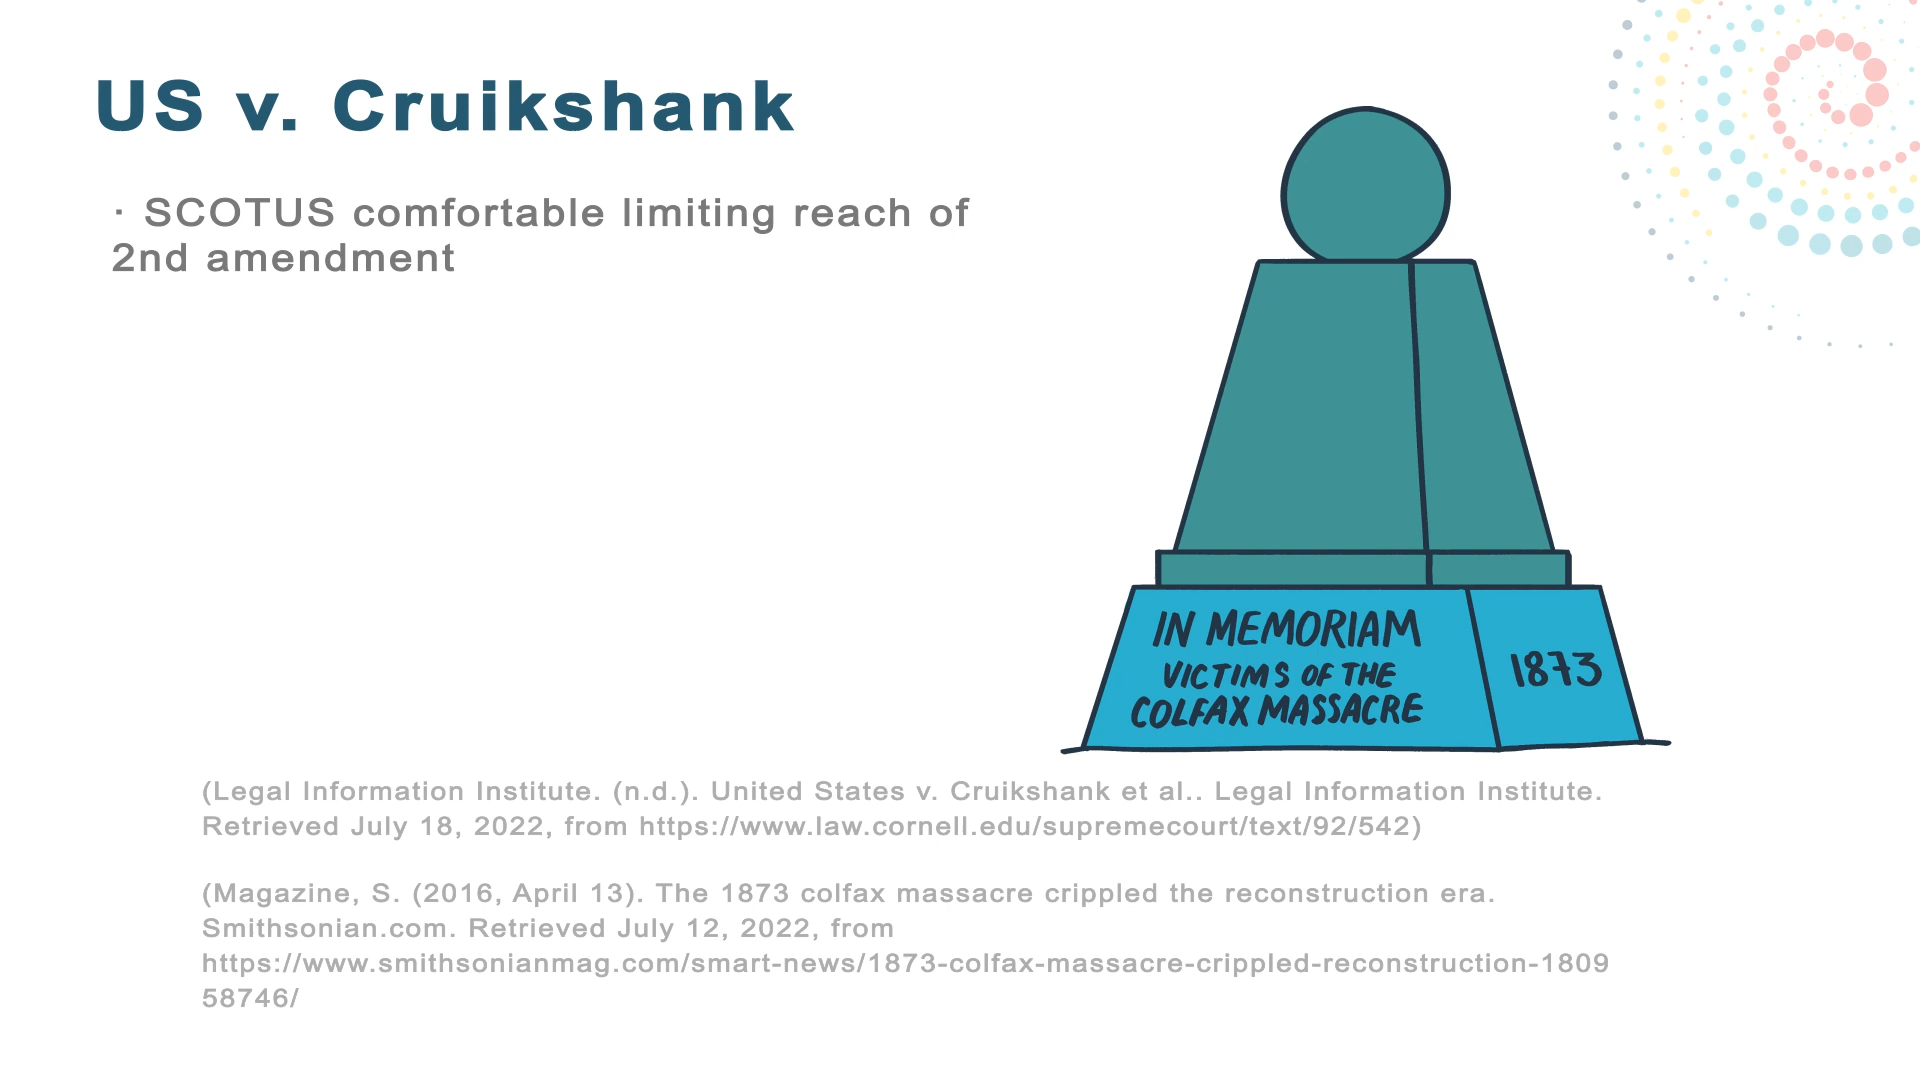 US v. Cruikshank
· SCOTUS comfortable limiting reach of
2nd amendment
IN MEMORIAM
VICTIMS OF THE
COLFAX MASSACRE
1873
(Legal Information Institute. (n.d.). United States v. Cruikshank et al.. Legal Information Institute.
Retrieved July 18, 2022, from https://www.law.cornell.edu/supremecourt/text/92/542)
(Magazine, S. (2016, April 13). The 1873 colfax massacre crippled the reconstruction era.
Smithsonian.com. Retrieved July 12, 2022, from
https://www.smithsonianmag.com/smart-news/1873-colfax-massacre-crippled-reconstruction-1809
58746/